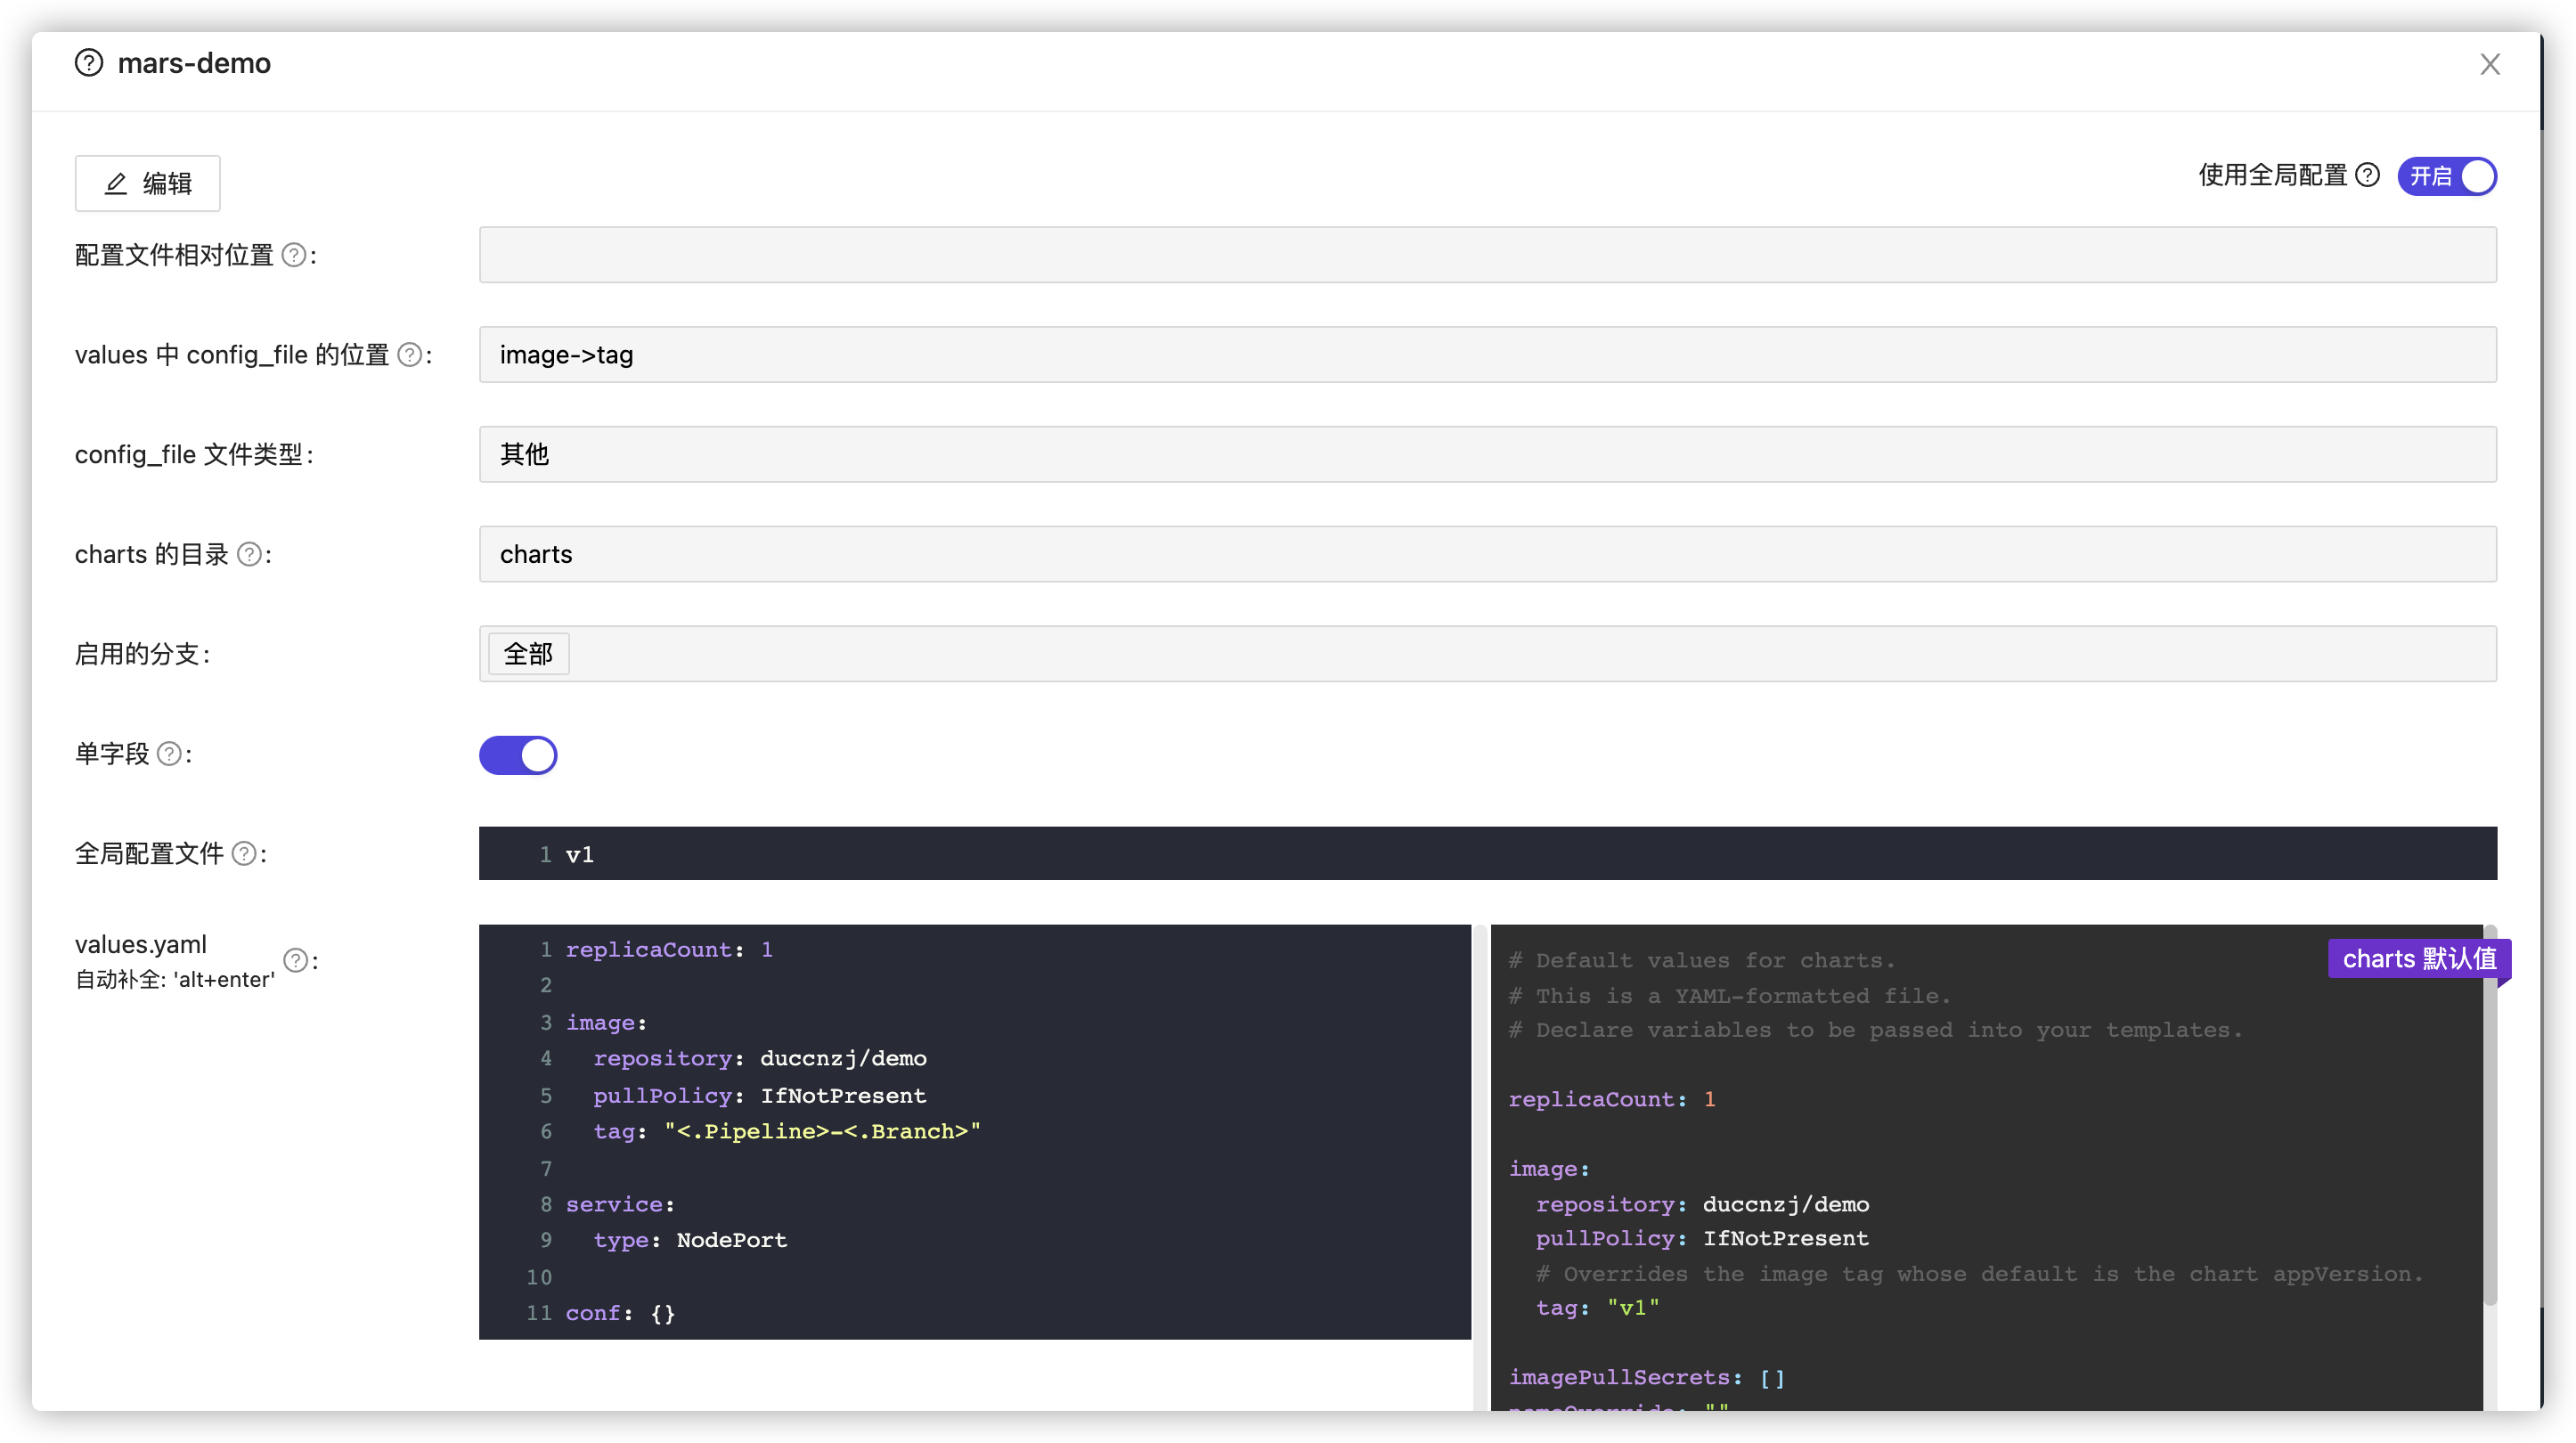 mars-demo
编辑
使用全局配置 开启
配置文件相对位置 :
values 中 config_file 的位置 :
image->tag
config_file 文件类型 :
其他
charts 的目录 :
charts
启用的分支 :
全部
单字段 :
全局配置文件 :
1 v1
values.yaml
自动补全: 'alt+enter' :
1 replicaCount: 1
2
3 image:
4 repository: duccnzj/demo
5 pullPolicy: IfNotPresent
6 tag: "<.Pipeline>-<.Branch>"
7
8 service:
9 type: NodePort
10
11 conf: {}
charts 默认值
# Default values for charts.
# This is a YAML-formatted file.
# Declare variables to be passed into your templates.
replicaCount: 1
image:
repository: duccnzj/demo
pullPolicy: IfNotPresent
# Overrides the image tag whose default is the chart appVersion.
tag: "v1"
imagePullSecrets: []
nameOverride: ""